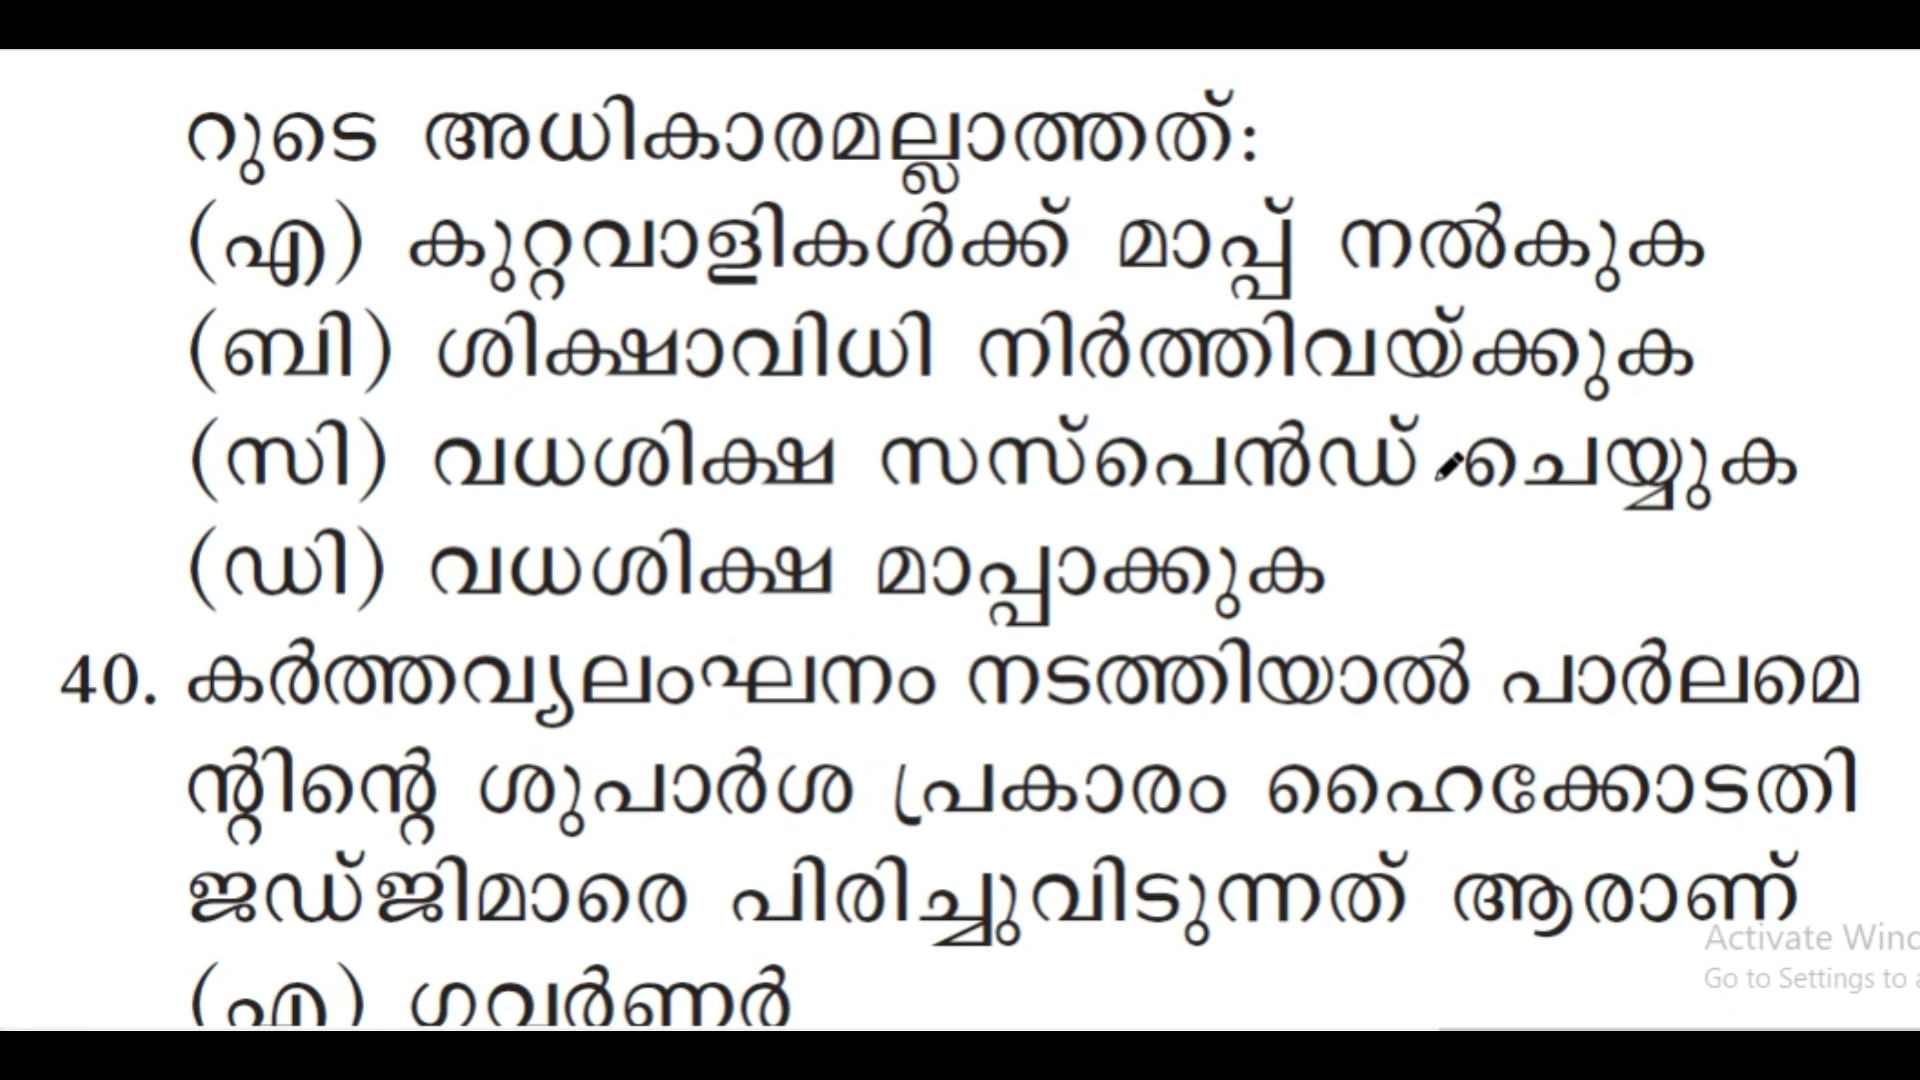 റുടെ അധികാരമല്ലാത്തത്:
(എ) കുറ്റവാളികൾക്ക് മാപ്പ് നൽകുക
(ബി) ശിക്ഷാവിധി നിർത്തിവയ്ക്കുക
(സി) വധശിക്ഷ സസ്പെൻഡ് ചെയ്യുക
(ഡി) വധശിക്ഷ മാപ്പാക്കുക
40. കർത്തവ്യലംഘനം നടത്തിയാൽ പാർലമെ
ന്റിന്റെ ശുപാർശ പ്രകാരം ഹൈക്കോടതി
ജഡ്ജിമാരെ പിരിച്ചുവിടുന്നത് ആരാണ്
(എ) ഗവർണർ
Activate Winc
Go to Settings to a